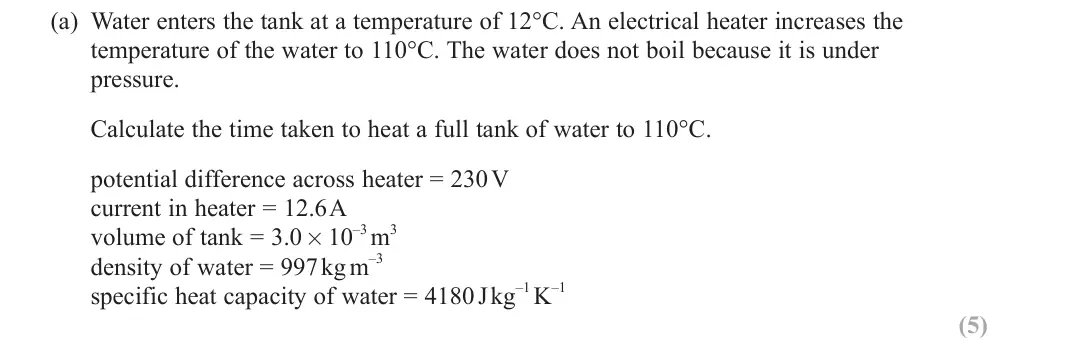 (a) Water enters the tank at a temperature of 12°C. An electrical heater increases the
temperature of the water to 110°C. The water does not boil because it is under
pressure.
Calculate the time taken to heat a full tank of water to 110°C.
potential difference across heater = 230 V
current in heater = 12.6 A
volume of tank = 3.0 × 10⁻³ m³
density of water = 997 kg m⁻³
specific heat capacity of water = 4180 J kg⁻¹ K⁻¹
(5)